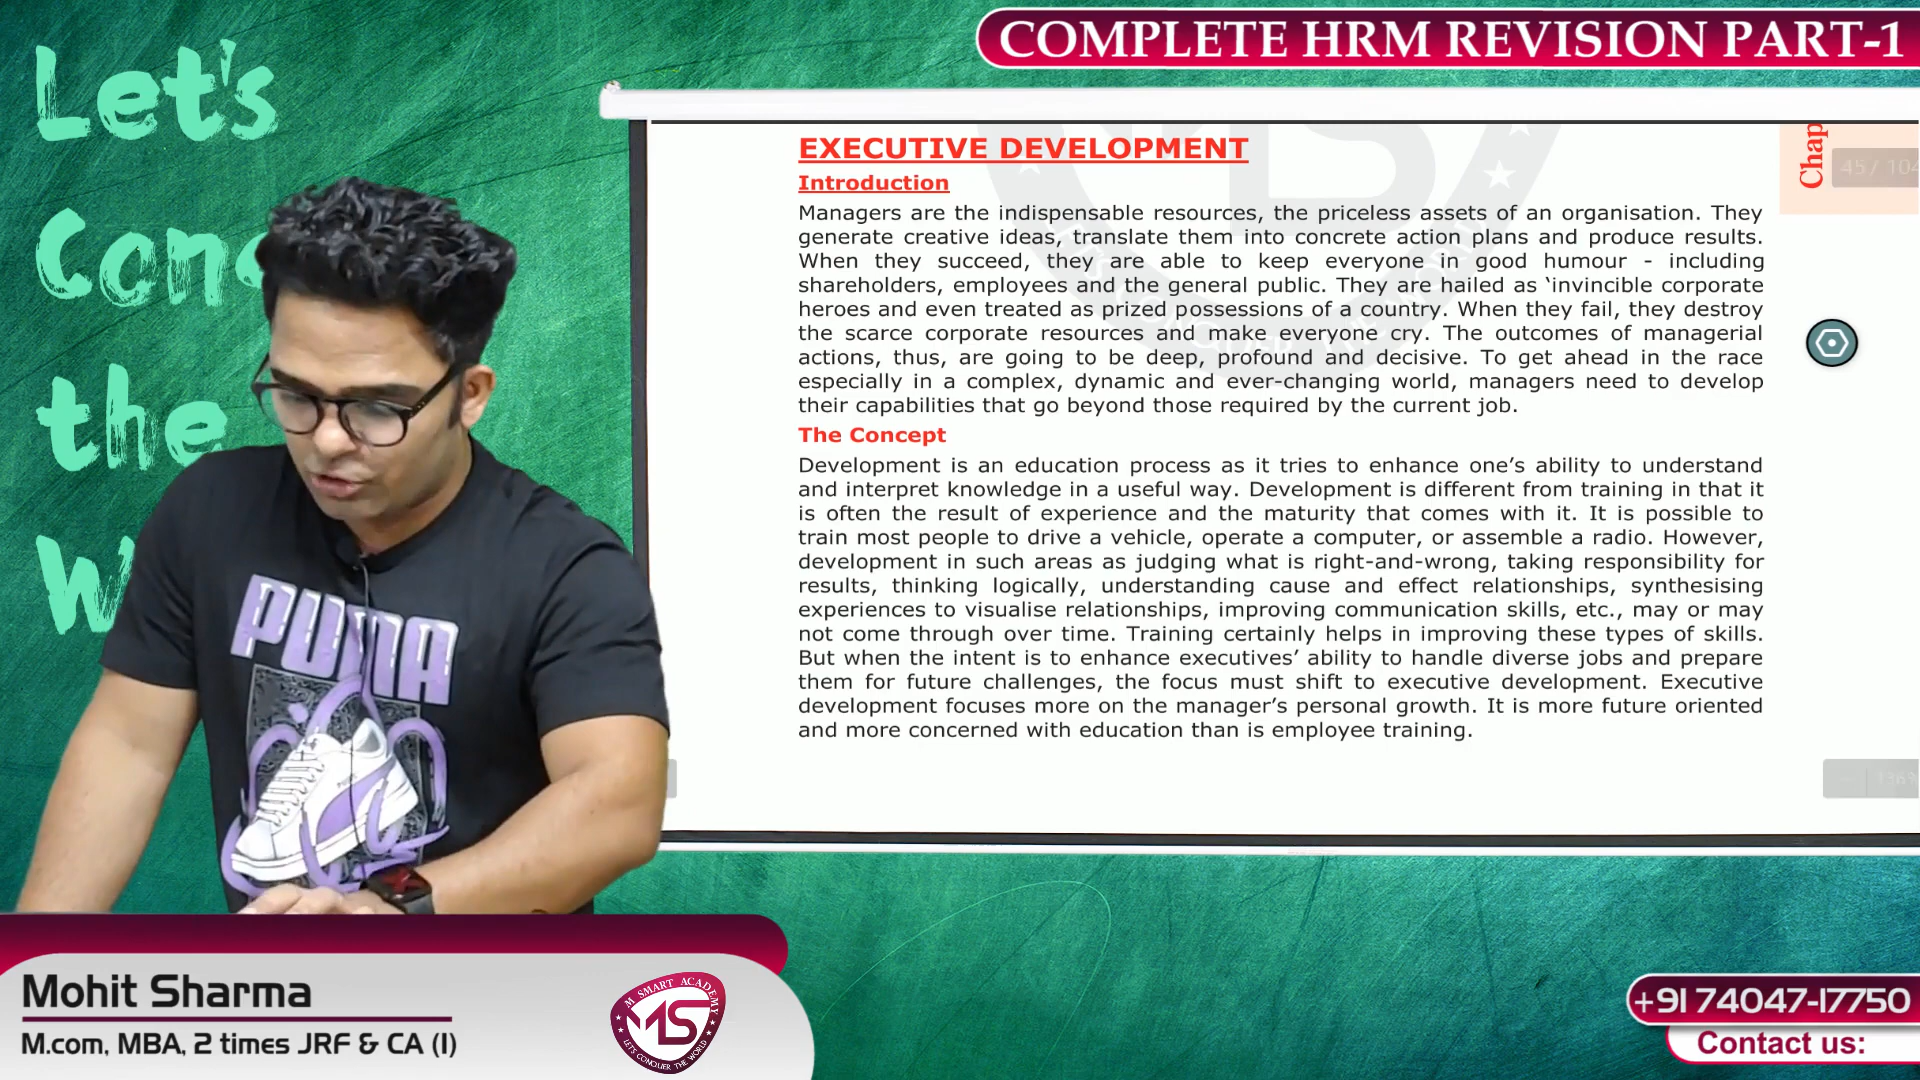 COMPLETE HRM REVISION PART-1
Let's
the
EXECUTIVE DEVELOPMENT
Introduction
Managers are the indispensable resources, the priceless assets of an organisation. They
generate creative ideas, translate them into concrete action plans and produce results.
When they succeed, they are able to keep everyone in good humour - including
shareholders, employees and the general public. They are hailed as ‘invincible corporate
heroes and even treated as prized possessions of a country. When they fail, they destroy
the scarce corporate resources and make everyone cry. The outcomes of managerial
actions, thus, are going to be deep, profound and decisive. To get ahead in the race
especially in a complex, dynamic and ever-changing world, managers need to develop
their capabilities that go beyond those required by the current job.
The Concept
Development is an education process as it tries to enhance one’s ability to understand
and interpret knowledge in a useful way. Development is different from training in that it
is often the result of experience and the maturity that comes with it. It is possible to
train most people to drive a vehicle, operate a computer, or assemble a radio. However,
development in such areas as judging what is right-and-wrong, taking responsibility for
results, thinking logically, understanding cause and effect relationships, synthesising
experiences to visualise relationships, improving communication skills, etc., may or may
not come through over time. Training certainly helps in improving these types of skills.
But when the intent is to enhance executives’ ability to handle diverse jobs and prepare
them for future challenges, the focus must shift to executive development. Executive
development focuses more on the manager’s personal growth. It is more future oriented
and more concerned with education than is employee training.
Chap
45 / 104
PUMA
Mohit Sharma
M.com, MBA, 2 times JRF & CA (I)
M SMART ACADEMY
MS
LETS CONQUER THE WORLD
+91 74047-17750
Contact us: